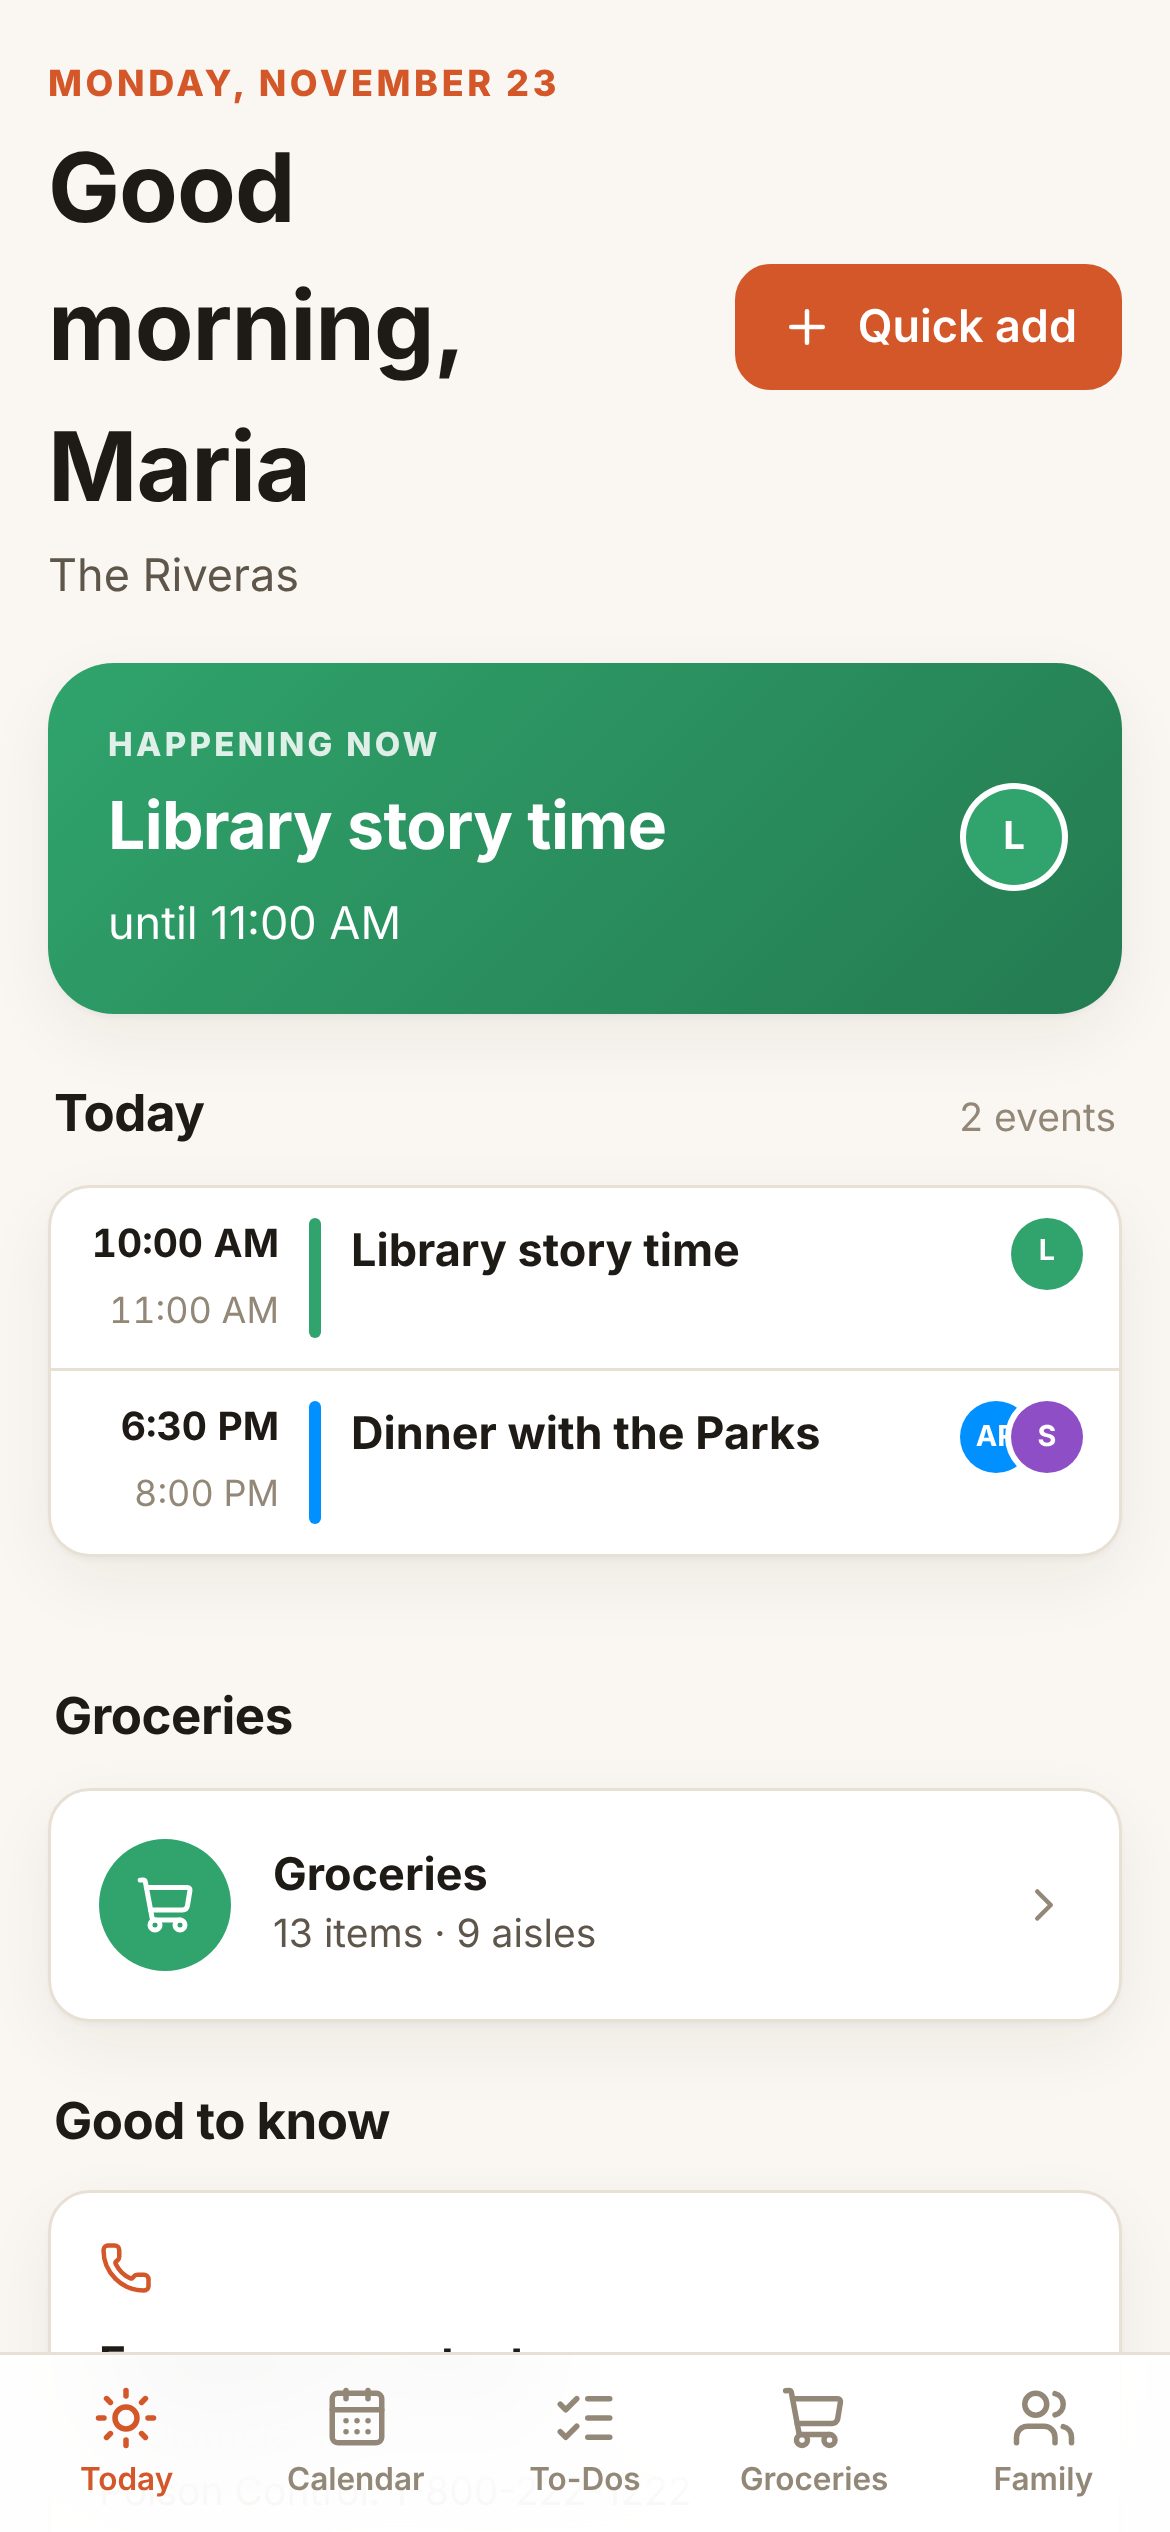 MONDAY, NOVEMBER 23
Good
morning,
Maria
Quick add
The Riveras
HAPPENING NOW
Library story time
until 11:00 AM
L
Today
2 events
10:00 AM
Library story time
L
11:00 AM
6:30 PM
Dinner with the Parks
S
8:00 PM
Groceries
Groceries
13 items · 9 aisles
Good to know
Today
Calendar
To-Dos
Groceries
Family